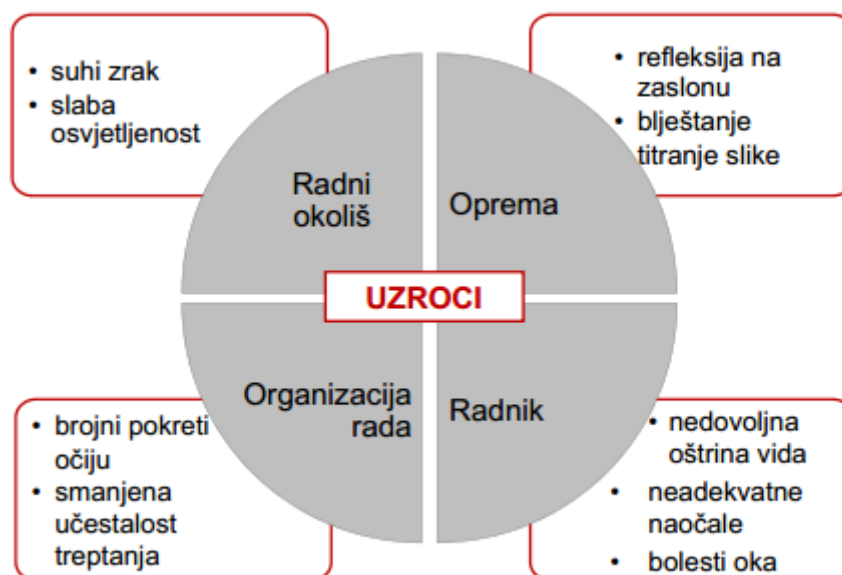 • suhi zrak
• slaba
osvjetljenost
• refleksija na
zaslonu
• blještanje
titranje slike
Radni
okoliš
Oprema
UZROCI
Organizacija
rada
Radnik
• brojni pokreti
očiju
• smanjena
učestalost
treptanja
• nedovoljna
oštrina vida
• neadekvatne
naočale
• bolesti oka